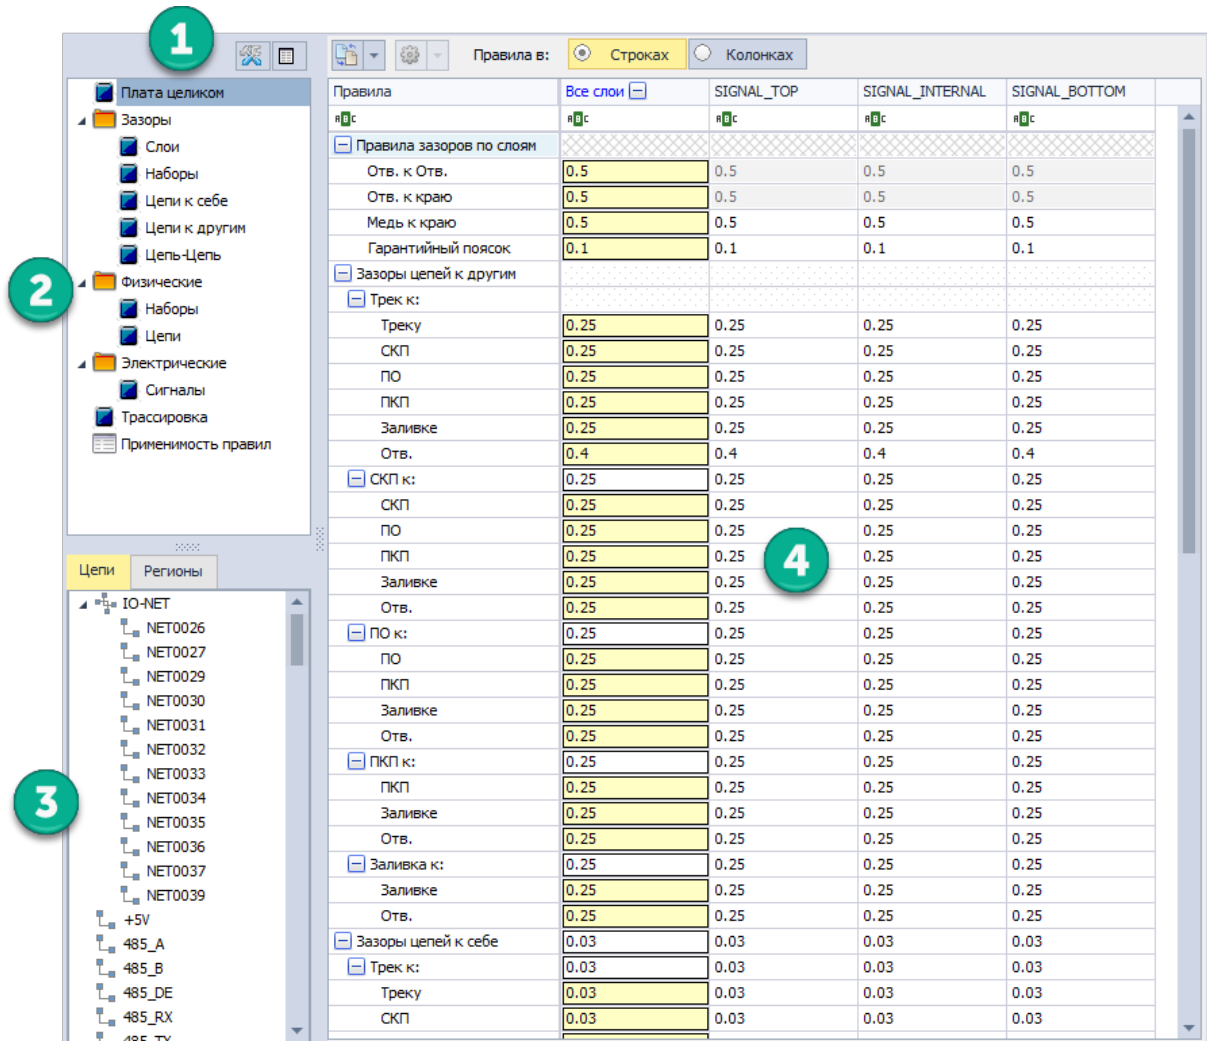 1
Правила в: Строках Колонках
Плата целиком
Зазоры
Слои
Наборы
Цепи к себе
Цепи к другим
Цепь-Цепь
2
Физические
Наборы
Цепи
Электрические
Сигналы
Трассировка
Применимость правил
Цепи Регионы
IO-NET
NET0026
NET0027
NET0029
NET0030
NET0031
NET0032
NET0033
3
NET0034
NET0035
NET0036
NET0037
NET0039
+5V
485_A
485_B
485_DE
485_RX
485_TX
Правила Все слои SIGNAL_TOP SIGNAL_INTERNAL SIGNAL_BOTTOM
ABC ABC ABC ABC ABC
Правила зазоров по слоям
Отв. к Отв. 0.5 0.5 0.5 0.5
Отв. к краю 0.5 0.5 0.5 0.5
Медь к краю 0.5 0.5 0.5 0.5
Гарантийный поясок 0.1 0.1 0.1 0.1
Зазоры цепей к другим
Трек к:
Треку 0.25 0.25 0.25 0.25
СКП 0.25 0.25 0.25 0.25
ПО 0.25 0.25 0.25 0.25
ПКП 0.25 0.25 0.25 0.25
Заливке 0.25 0.25 0.25 0.25
Отв. 0.4 0.4 0.4 0.4
СКП к: 0.25 0.25 0.25 0.25
СКП 0.25 0.25 0.25 0.25
ПО 0.25 0.25 0.25 0.25
ПКП 0.25 0.25 0.25 0.25
4
Заливке 0.25 0.25 0.25 0.25
Отв. 0.25 0.25 0.25 0.25
ПО к: 0.25 0.25 0.25 0.25
ПО 0.25 0.25 0.25 0.25
ПКП 0.25 0.25 0.25 0.25
Заливке 0.25 0.25 0.25 0.25
Отв. 0.25 0.25 0.25 0.25
ПКП к: 0.25 0.25 0.25 0.25
ПКП 0.25 0.25 0.25 0.25
Заливке 0.25 0.25 0.25 0.25
Отв. 0.25 0.25 0.25 0.25
Заливка к: 0.25 0.25 0.25 0.25
Заливке 0.25 0.25 0.25 0.25
Отв. 0.25 0.25 0.25 0.25
Зазоры цепей к себе 0.03 0.03 0.03 0.03
Трек к: 0.03 0.03 0.03 0.03
Треку 0.03 0.03 0.03 0.03
СКП 0.03 0.03 0.03 0.03